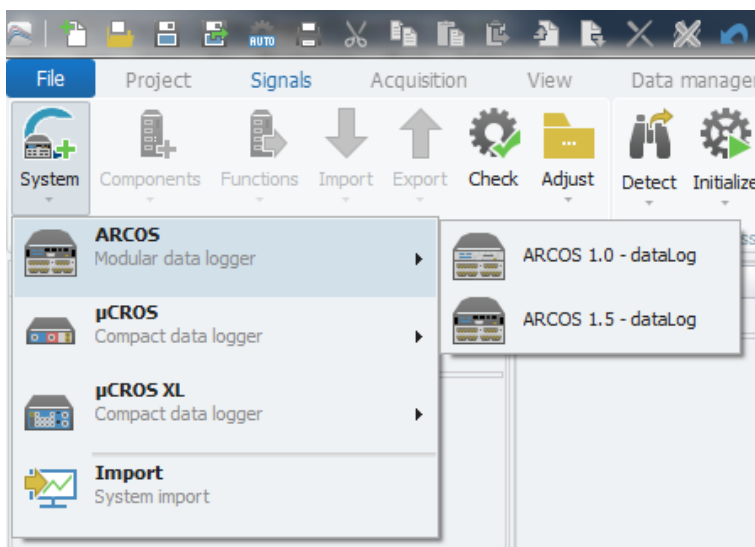 AUTO
File Project Signals Acquisition View Data manager
System Components Functions Import Export Check Adjust Detect Initialize
ARCOS
Modular data logger
ARCOS 1.0 - dataLog
ARCOS 1.5 - dataLog
µCROS
Compact data logger
µCROS XL
Compact data logger
Import
System import